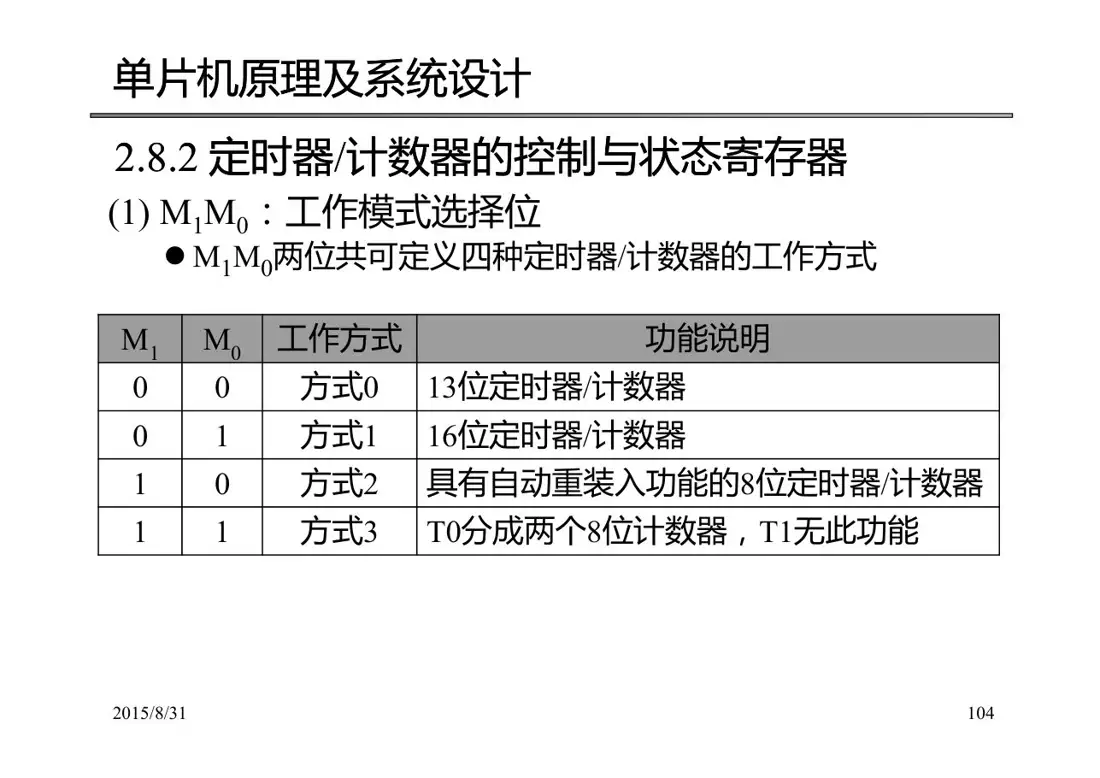 单片机原理及系统设计
2.8.2 定时器/计数器的控制与状态寄存器
(1) M₁M₀：工作模式选择位
● M₁M₀两位共可定义四种定时器/计数器的工作方式
M₁ M₀ 工作方式 功能说明
0 0 方式0 13位定时器/计数器
0 1 方式1 16位定时器/计数器
1 0 方式2 具有自动重装入功能的8位定时器/计数器
1 1 方式3 T0分成两个8位计数器，T1无此功能
2015/8/31 104